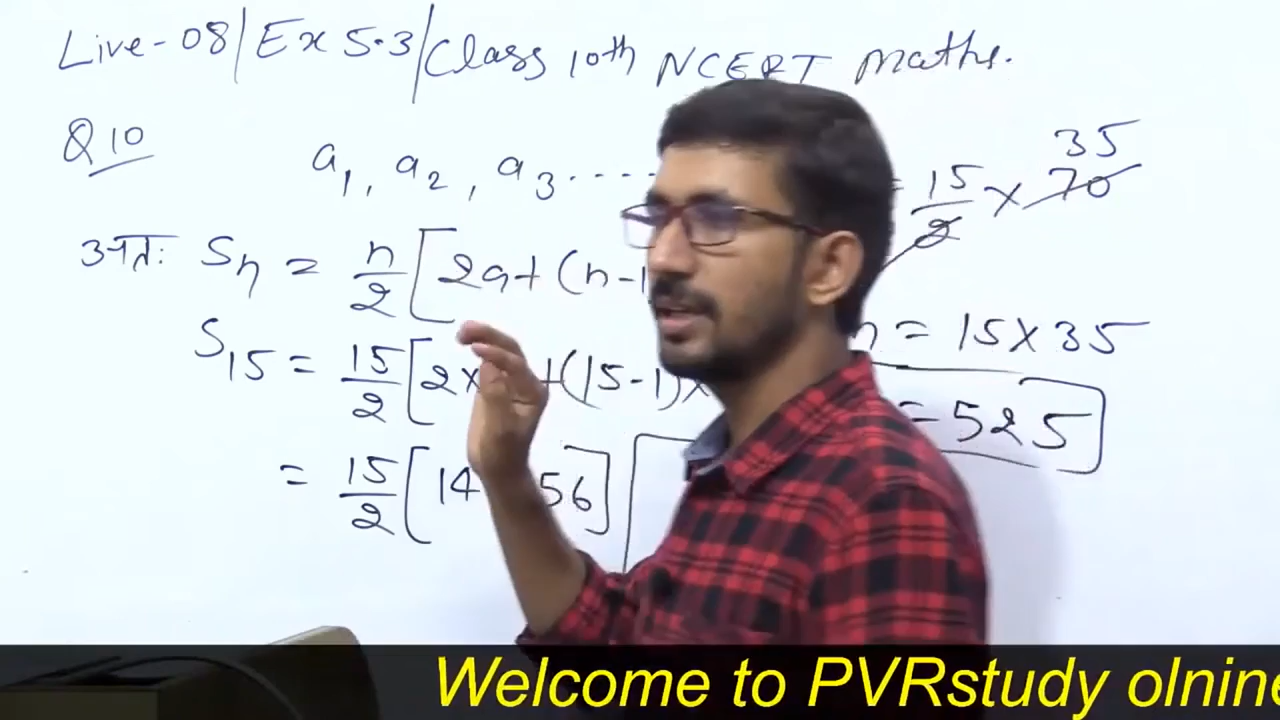 Live-08/Ex 5.3/Class 10th NCERT maths.
Q10
a1, a2, a3.....
अतः Sn = n/2 [2a+(n-1
S15 = 15/2 [2× +(15-1)×
= 15/2 [14 56]
= 15/2 × 70 35
= 15×35
= 525
Welcome to PVRstudy olnine